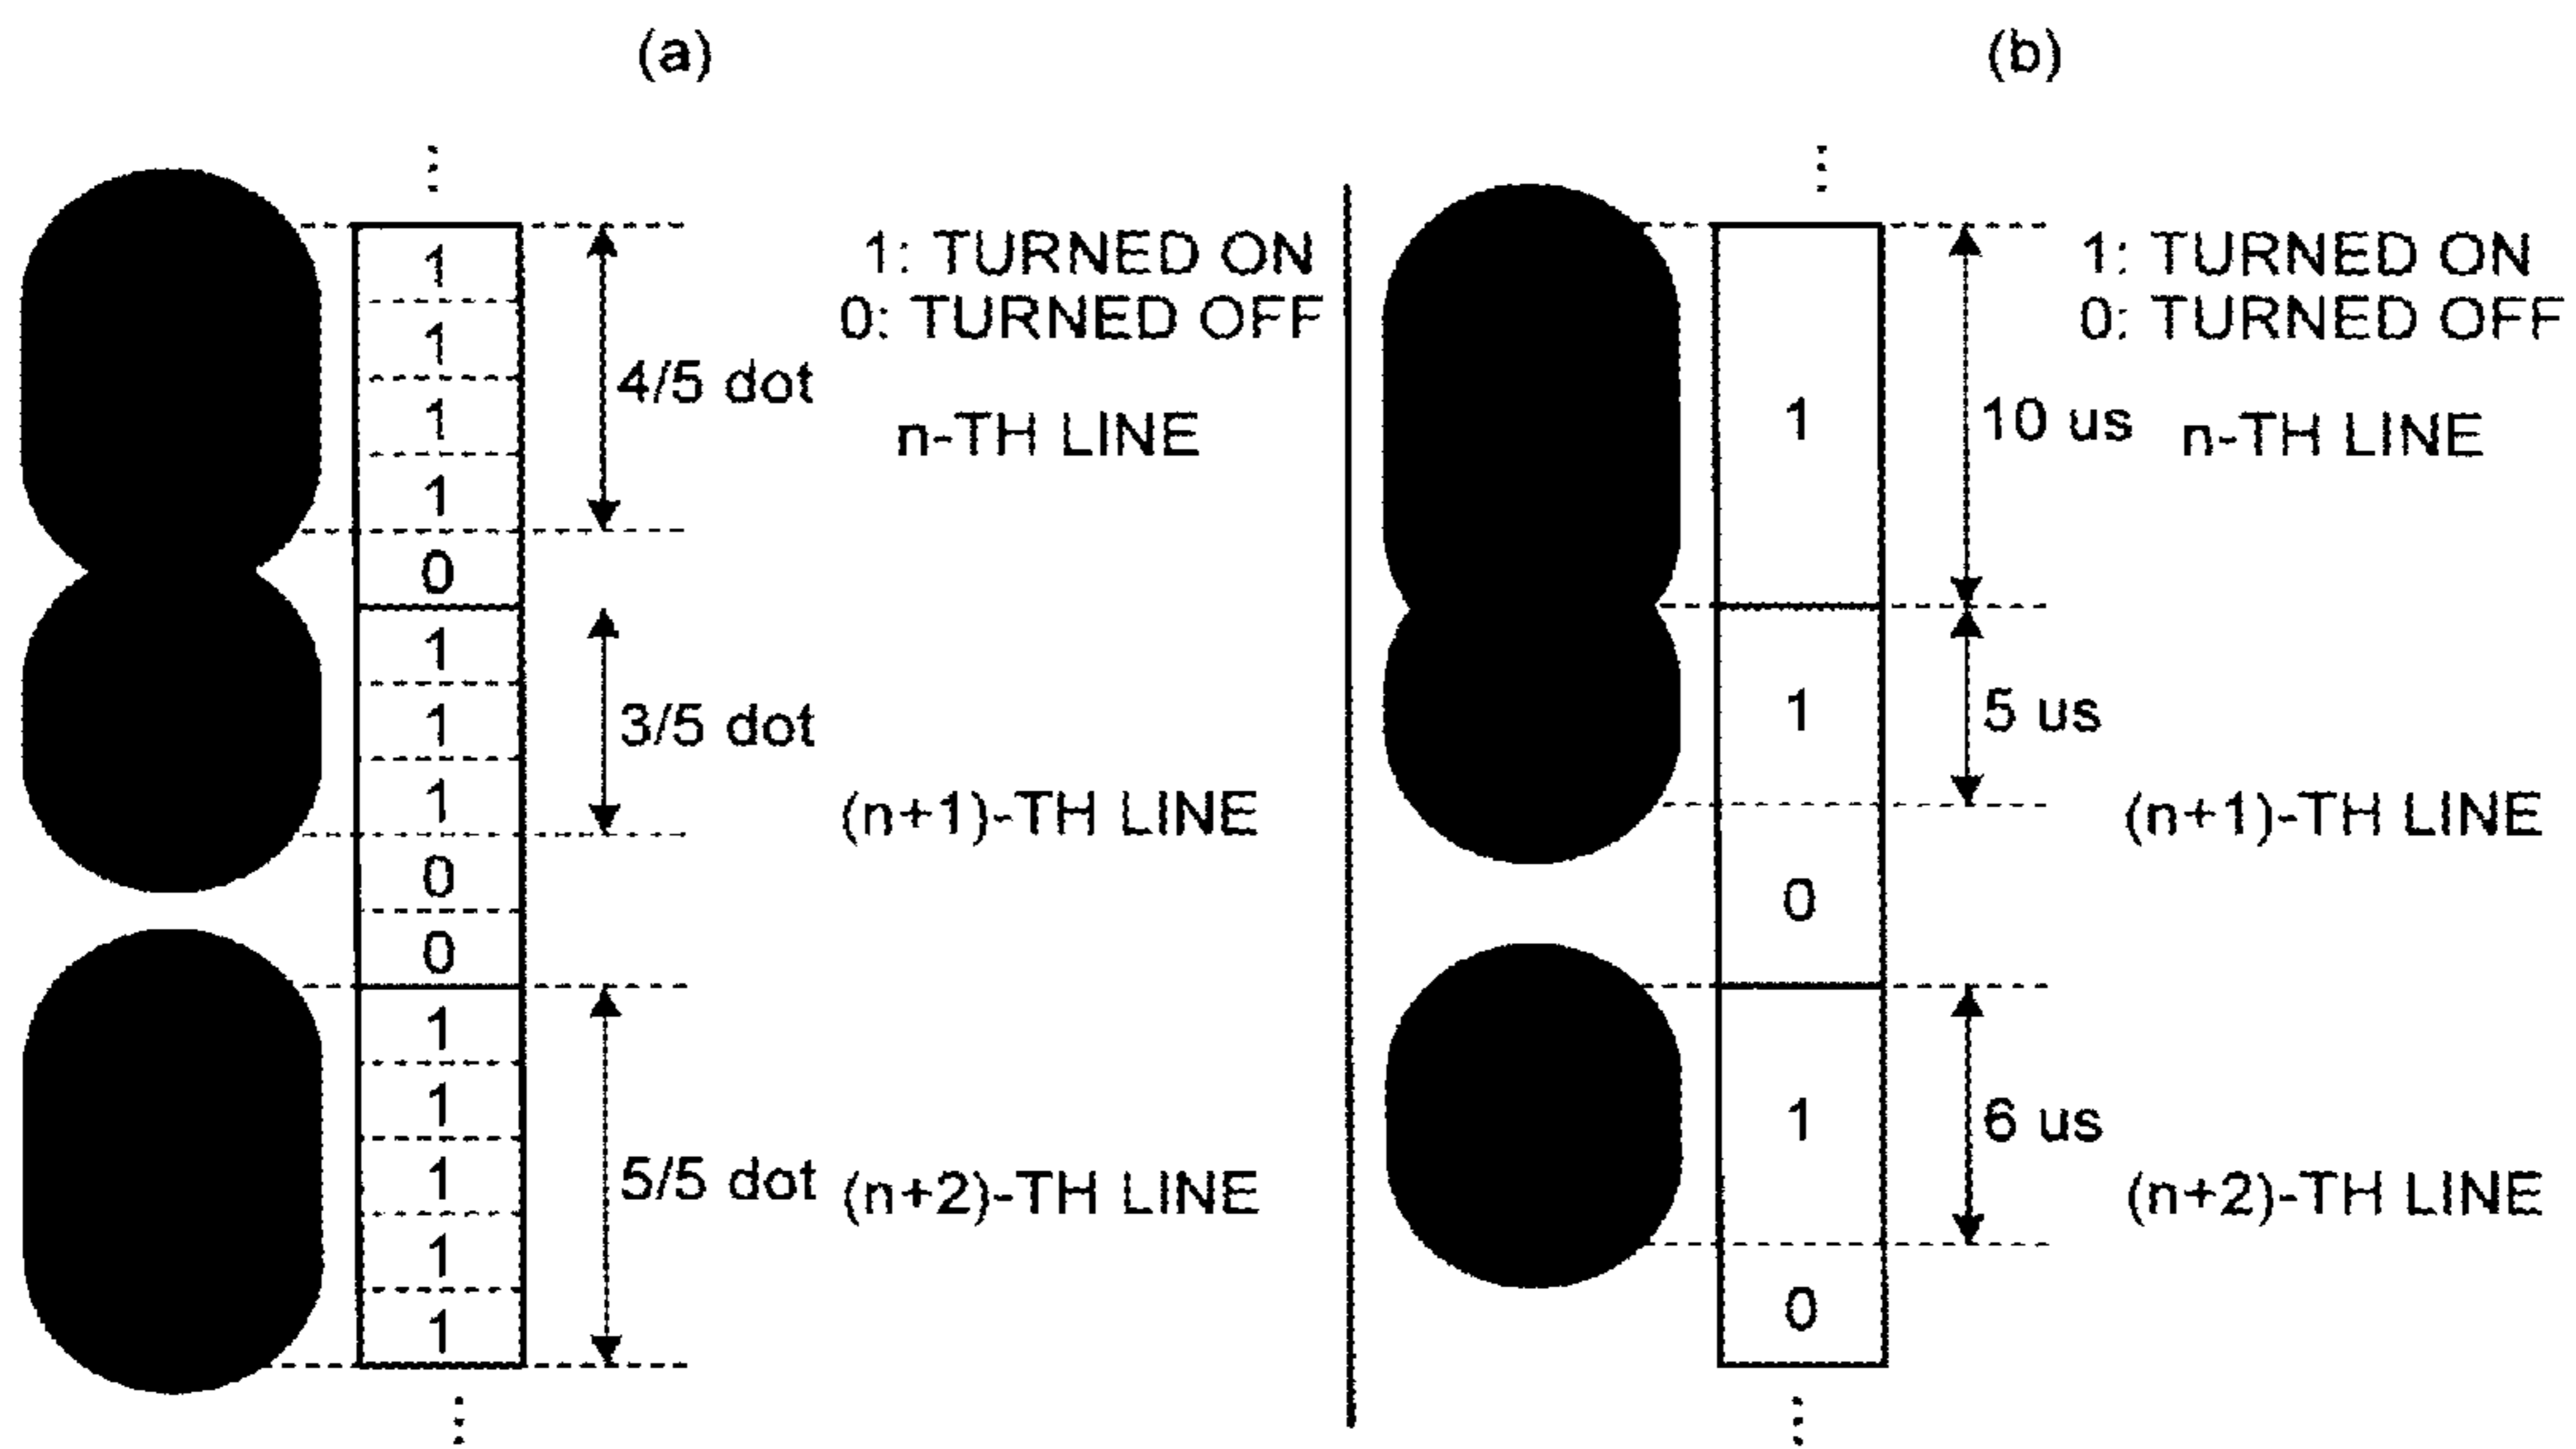 (a)
⋮
1
1
1
1
0
1
1
1
0
0
1
1
1
1
1
⋮
1: TURNED ON
0: TURNED OFF
4/5 dot
n-TH LINE
3/5 dot
(n+1)-TH LINE
5/5 dot
(n+2)-TH LINE
(b)
⋮
1
1
0
1
0
⋮
1: TURNED ON
0: TURNED OFF
10 us
n-TH LINE
5 us
(n+1)-TH LINE
6 us
(n+2)-TH LINE